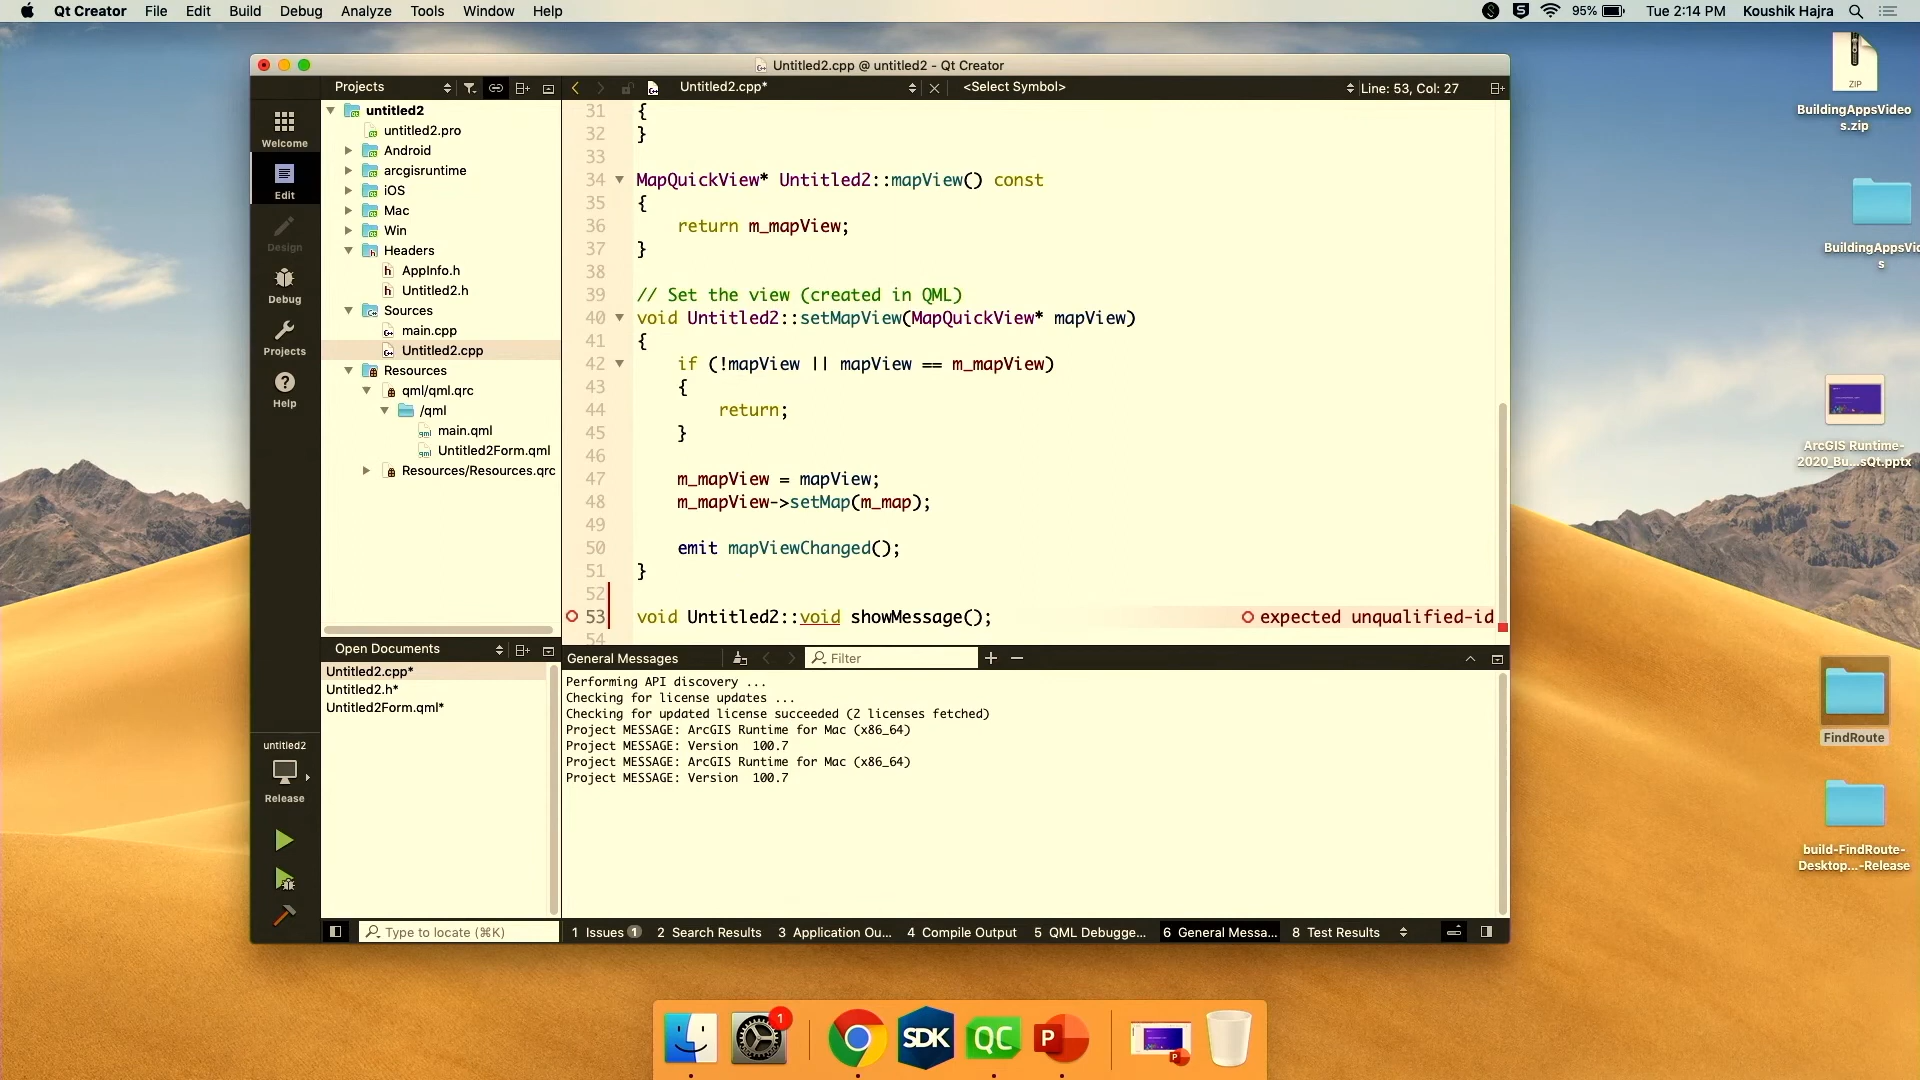 Qt Creator File Edit Build Debug Analyze Tools Window Help
95% Tue 2:14 PM Koushik Hajra
Untitled2.cpp @ untitled2 - Qt Creator
Projects
Untitled2.cpp*
<Select Symbol>
Line: 53, Col: 27
Welcome
Edit
Design
Debug
Projects
Help
untitled2
Release
untitled2
untitled2.pro
Android
arcgisruntime
iOS
Mac
Win
Headers
AppInfo.h
Untitled2.h
Sources
main.cpp
Untitled2.cpp
Resources
qml/qml.qrc
/qml
main.qml
Untitled2Form.qml
Resources/Resources.qrc
Open Documents
Untitled2.cpp*
Untitled2.h*
Untitled2Form.qml*
31 {
32 }
33
34 MapQuickView* Untitled2::mapView() const
35 {
36 return m_mapView;
37 }
38
39 // Set the view (created in QML)
40 void Untitled2::setMapView(MapQuickView* mapView)
41 {
42 if (!mapView || mapView == m_mapView)
43 {
44 return;
45 }
46
47 m_mapView = mapView;
48 m_mapView->setMap(m_map);
49
50 emit mapViewChanged();
51 }
52
53 void Untitled2::void showMessage(); expected unqualified-id
54
General Messages
Filter
Performing API discovery ...
Checking for license updates ...
Checking for updated license succeeded (2 licenses fetched)
Project MESSAGE: ArcGIS Runtime for Mac (x86_64)
Project MESSAGE: Version 100.7
Project MESSAGE: ArcGIS Runtime for Mac (x86_64)
Project MESSAGE: Version 100.7
Type to locate (⌘K)
1 Issues 1 2 Search Results 3 Application Ou... 4 Compile Output 5 QML Debugge... 6 General Messa... 8 Test Results
ZIP
BuildingAppsVideo
s.zip
BuildingAppsVic
s
ArcGIS Runtime-
2020_Bu...sQt.pptx
FindRoute
build-FindRoute-
Desktop...-Release
1
SDK
QC
P